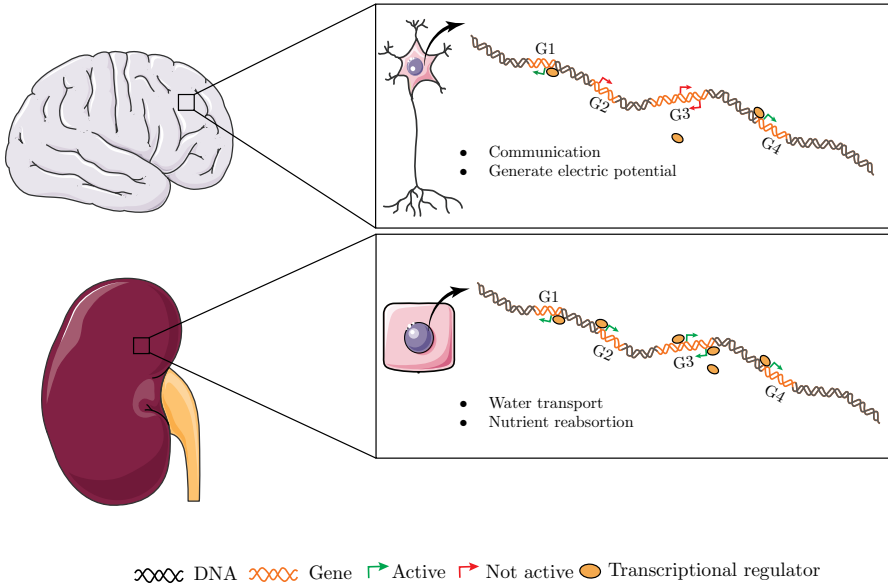 G1
G2
G3
G4
● Communication
● Generate electric potential
G1
G2
G3
G4
● Water transport
● Nutrient reabsortion
DNA Gene Active Not active Transcriptional regulator